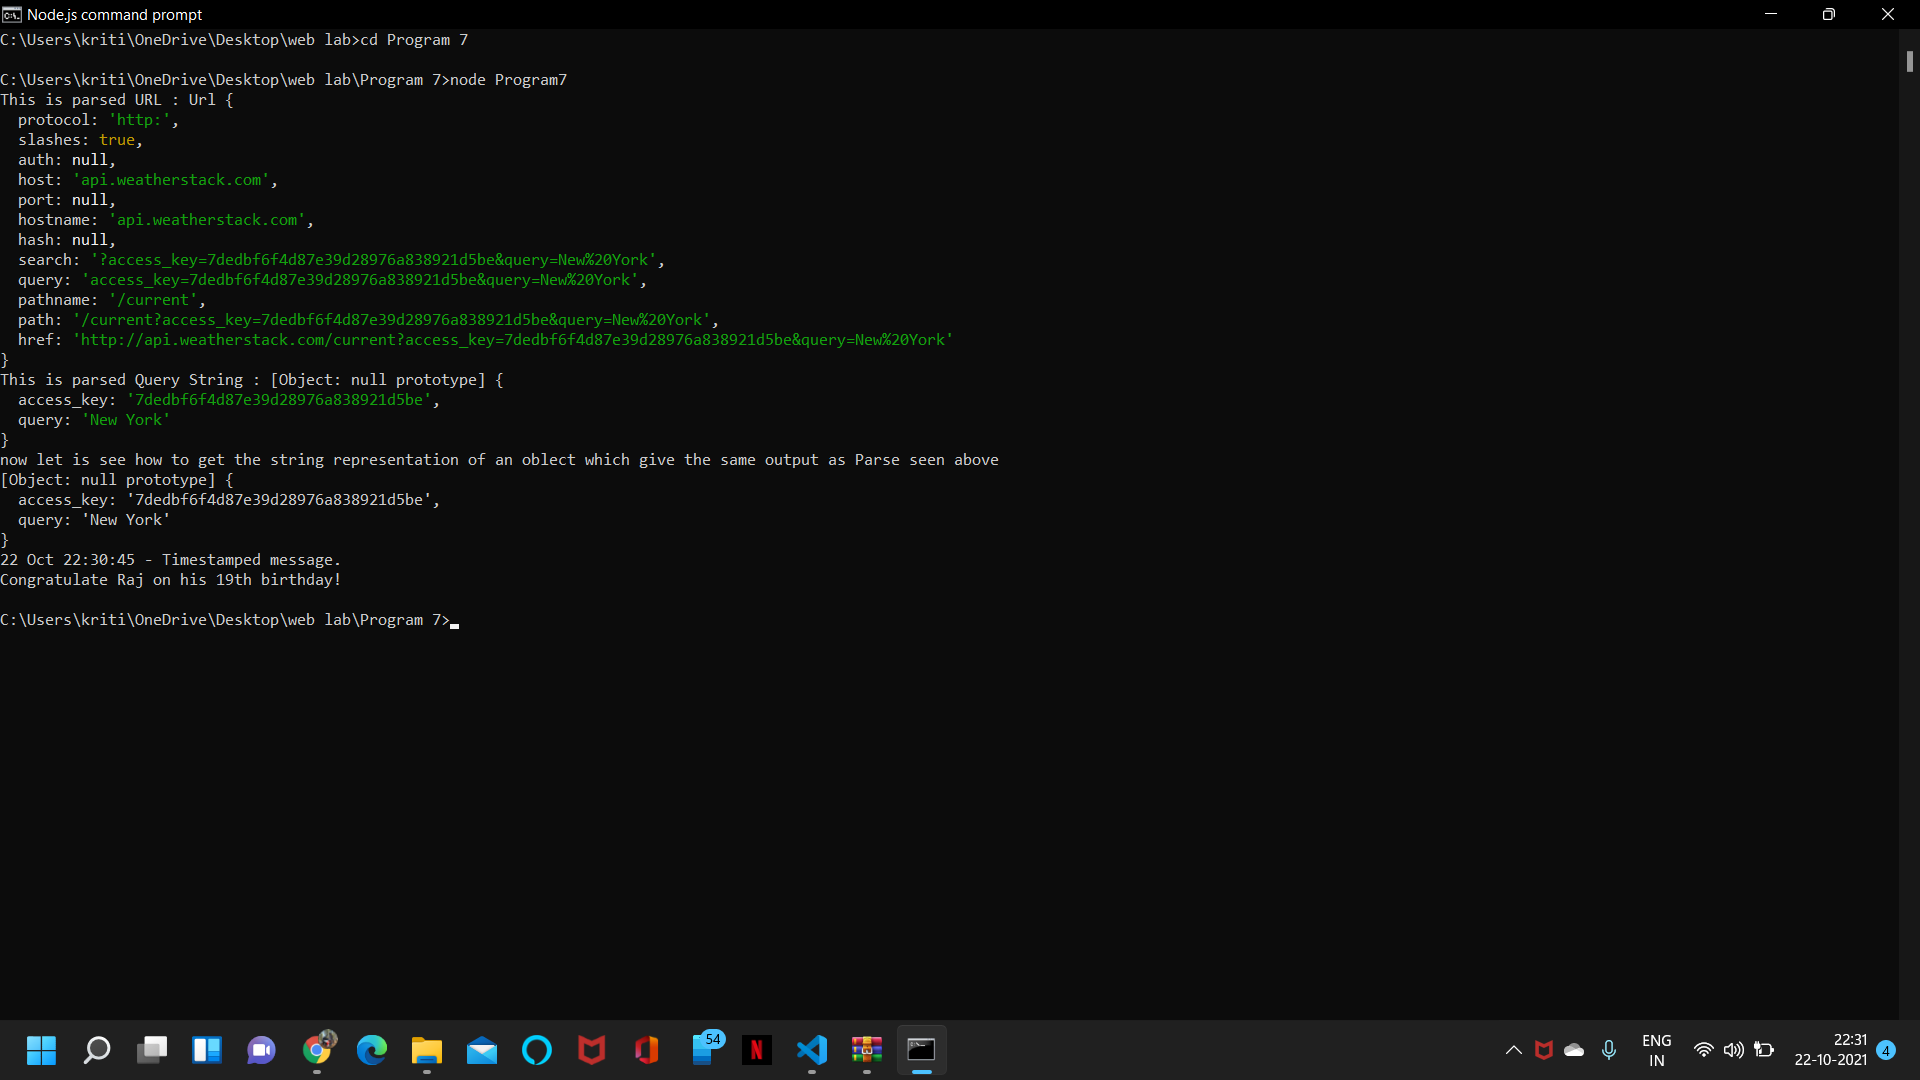 Node.js command prompt
C:\Users\kriti\OneDrive\Desktop\web lab>cd Program 7
C:\Users\kriti\OneDrive\Desktop\web lab\Program 7>node Program7
This is parsed URL : Url {
  protocol: 'http:',
  slashes: true,
  auth: null,
  host: 'api.weatherstack.com',
  port: null,
  hostname: 'api.weatherstack.com',
  hash: null,
  search: '?access_key=7dedbf6f4d87e39d28976a838921d5be&query=New%20York',
  query: 'access_key=7dedbf6f4d87e39d28976a838921d5be&query=New%20York',
  pathname: '/current',
  path: '/current?access_key=7dedbf6f4d87e39d28976a838921d5be&query=New%20York',
  href: 'http://api.weatherstack.com/current?access_key=7dedbf6f4d87e39d28976a838921d5be&query=New%20York'
}
This is parsed Query String : [Object: null prototype] {
  access_key: '7dedbf6f4d87e39d28976a838921d5be',
  query: 'New York'
}
now let is see how to get the string representation of an oblect which give the same output as Parse seen above
[Object: null prototype] {
  access_key: '7dedbf6f4d87e39d28976a838921d5be',
  query: 'New York'
}
22 Oct 22:30:45 - Timestamped message.
Congratulate Raj on his 19th birthday!
C:\Users\kriti\OneDrive\Desktop\web lab\Program 7>
54
N
ENG
IN
22:31
22-10-2021
4